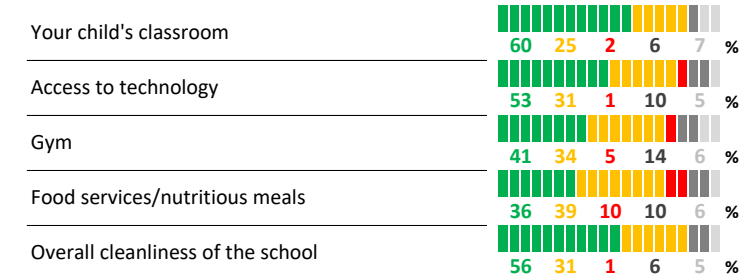 Your child's classroom
60 25 2 6 7 %
Access to technology
53 31 1 10 5 %
Gym
41 34 5 14 6 %
Food services/nutritious meals
36 39 10 10 6 %
Overall cleanliness of the school
56 31 1 6 5 %